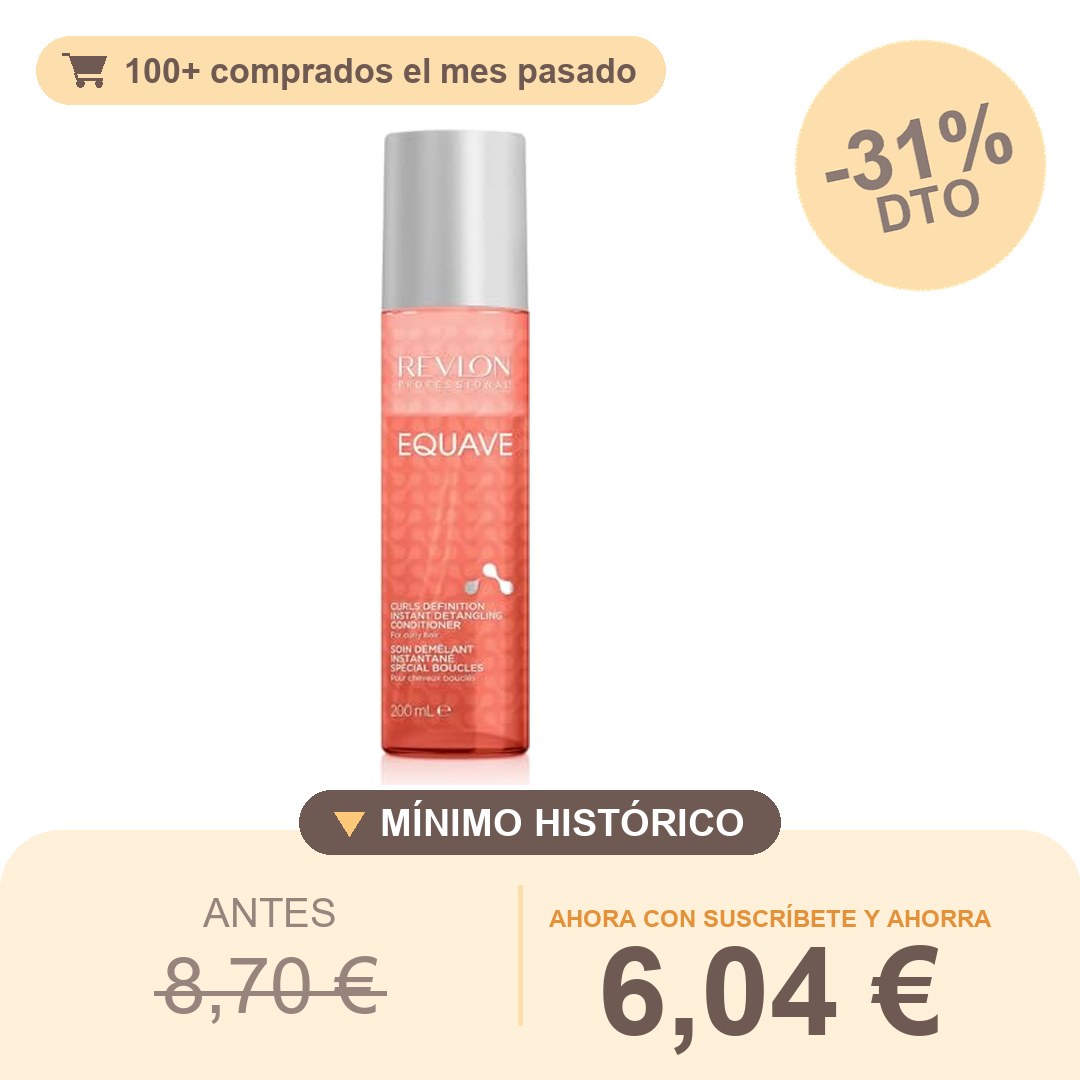 100+ comprados el mes pasado
-31%
DTO
REVLON
PROFESSIONAL
EQUAVE
CURLS DEFINITION
INSTANT DETANGLING
CONDITIONER
For curly hair
SOIN DÉMÊLANT
INSTANTANÉ
SPÉCIAL BOUCLES
Pour cheveux bouclés
200 mL ℮
MÍNIMO HISTÓRICO
ANTES
8,70 €
AHORA CON SUSCRÍBETE Y AHORRA
6,04 €